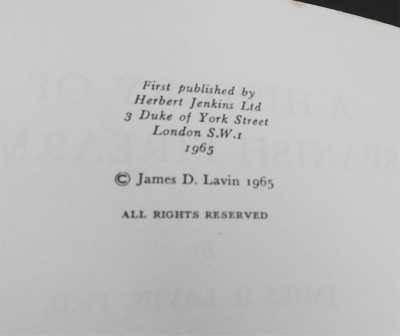 First published by
Herbert Jenkins Ltd
3 Duke of York Street
London S.W.1
1965
© James D. Lavin 1965
ALL RIGHTS RESERVED